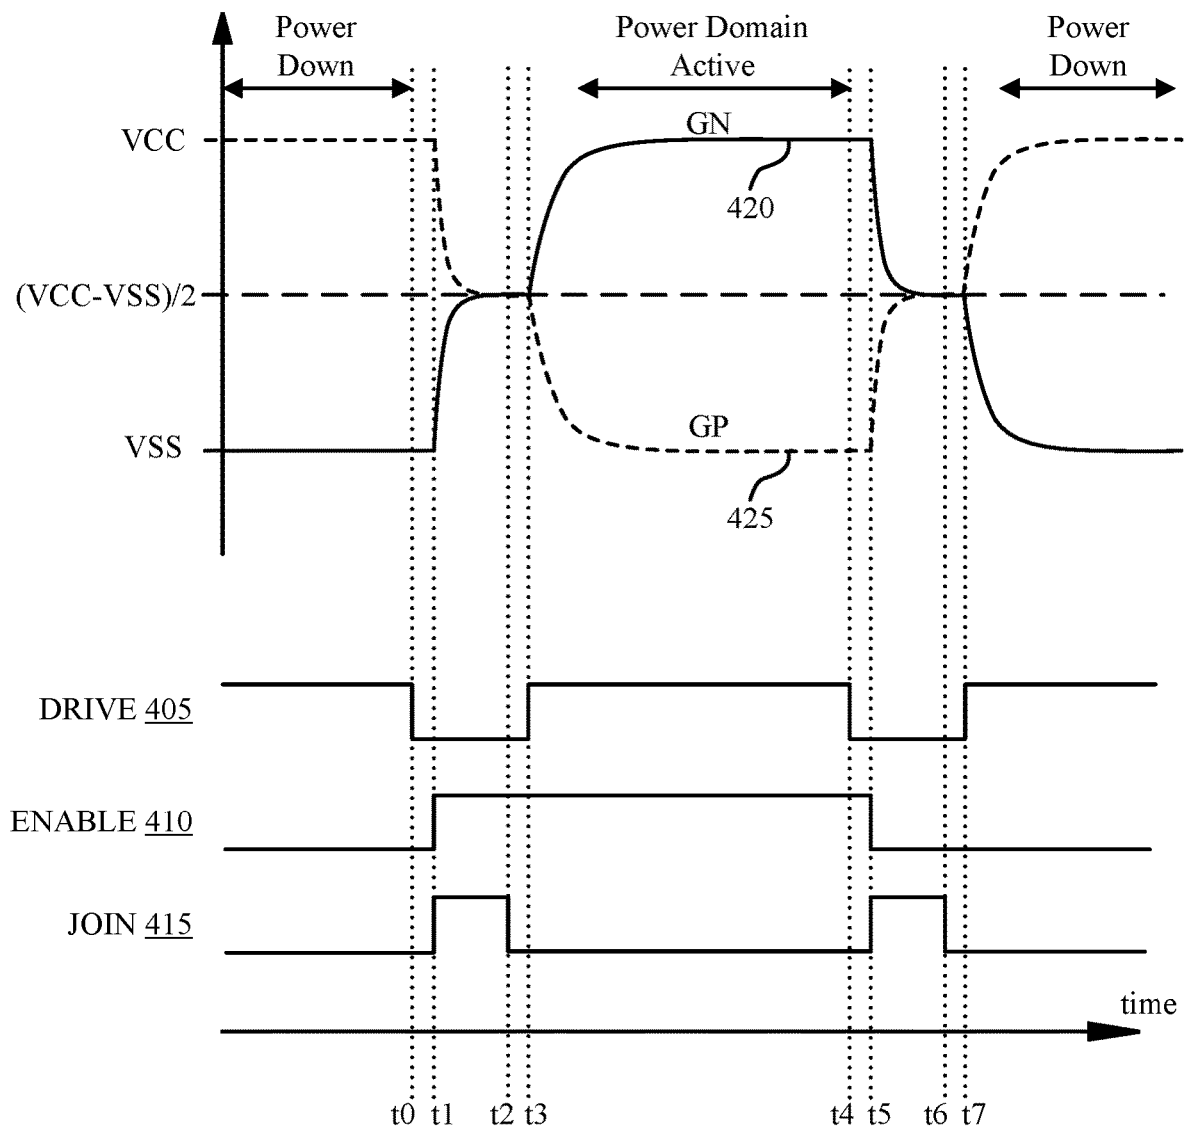 Power
Down
Power Domain
Active
Power
Down
VCC
GN
420
(VCC-VSS)/2
GP
VSS
425
DRIVE 405
ENABLE 410
JOIN 415
time
t0 t1 t2 t3 t4 t5 t6 t7